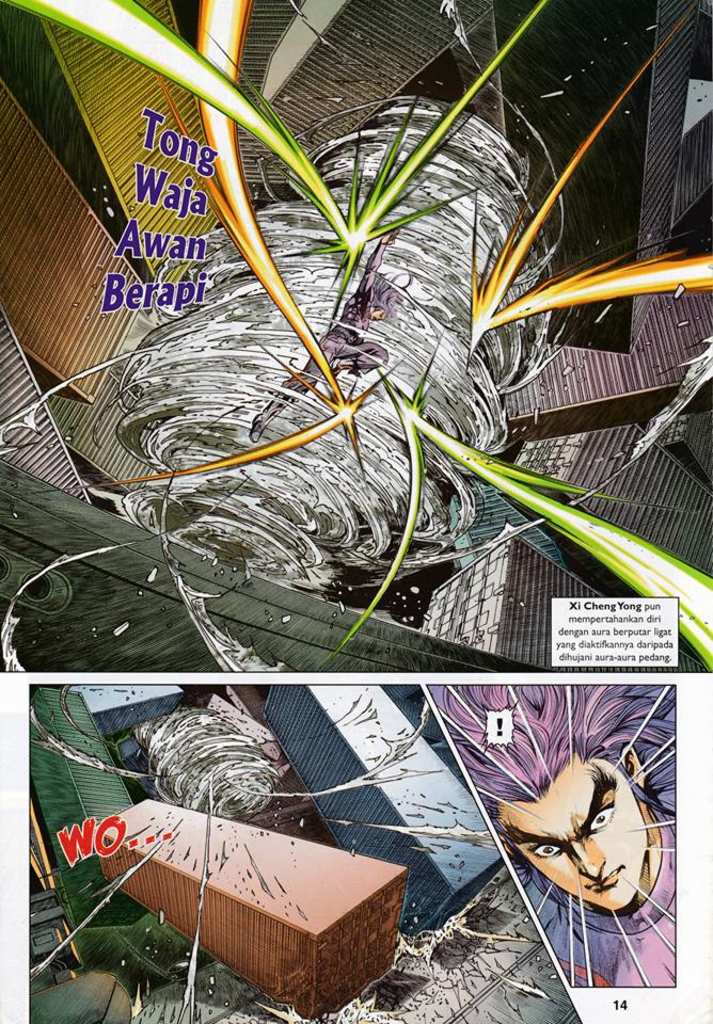 Tong
Waja
Awan
Berapi
Xi Cheng Yong pun
mempertahankan diri
dengan aura berputar ligat
yang diaktifkannya daripada
dihujani aura-aura pedang.
!
WO...
14